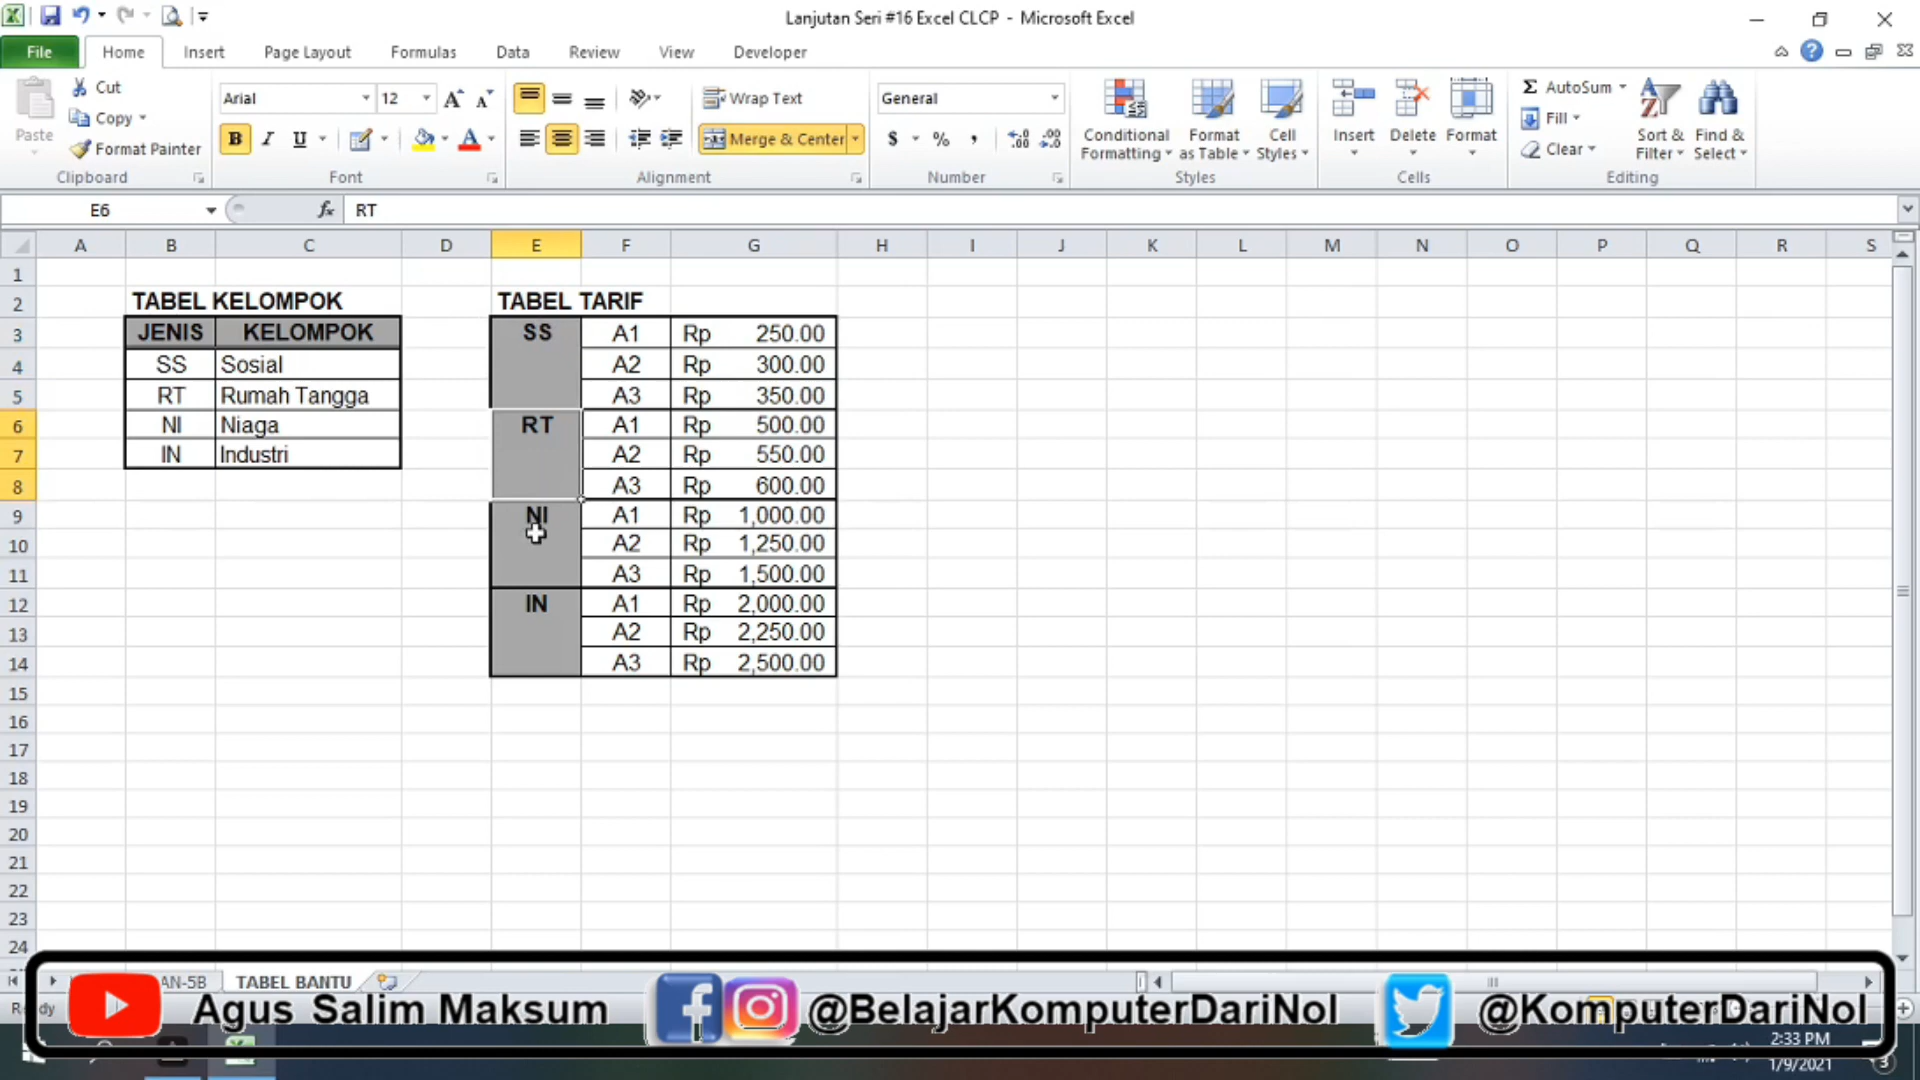 Lanjutan Seri #16 Excel CLCP - Microsoft Excel
File Home Insert Page Layout Formulas Data Review View Developer
Paste
Cut
Copy
Format Painter
Clipboard
Arial 12
B I U
Font
Wrap Text
Merge & Center
Alignment
General
$ % ,
Number
Conditional Formatting
Format as Table
Cell Styles
Styles
Insert Delete Format
Cells
Σ AutoSum
Fill
Clear
Sort & Filter
Find & Select
Editing
E6 fx RT
A B C D E F G H I J K L M N O P Q R S
1
2 TABEL KELOMPOK TABEL TARIF
3 JENIS KELOMPOK SS A1 Rp 250.00
4 SS Sosial A2 Rp 300.00
5 RT Rumah Tangga A3 Rp 350.00
6 NI Niaga RT A1 Rp 500.00
7 IN Industri A2 Rp 550.00
8 A3 Rp 600.00
9 NI A1 Rp 1,000.00
10 A2 Rp 1,250.00
11 A3 Rp 1,500.00
12 IN A1 Rp 2,000.00
13 A2 Rp 2,250.00
14 A3 Rp 2,500.00
15
16
17
18
19
20
21
22
23
24
AN-5B TABEL BANTU
Agus Salim Maksum @BelajarKomputerDariNol @KomputerDariNol
2:33 PM
1/9/2021
3